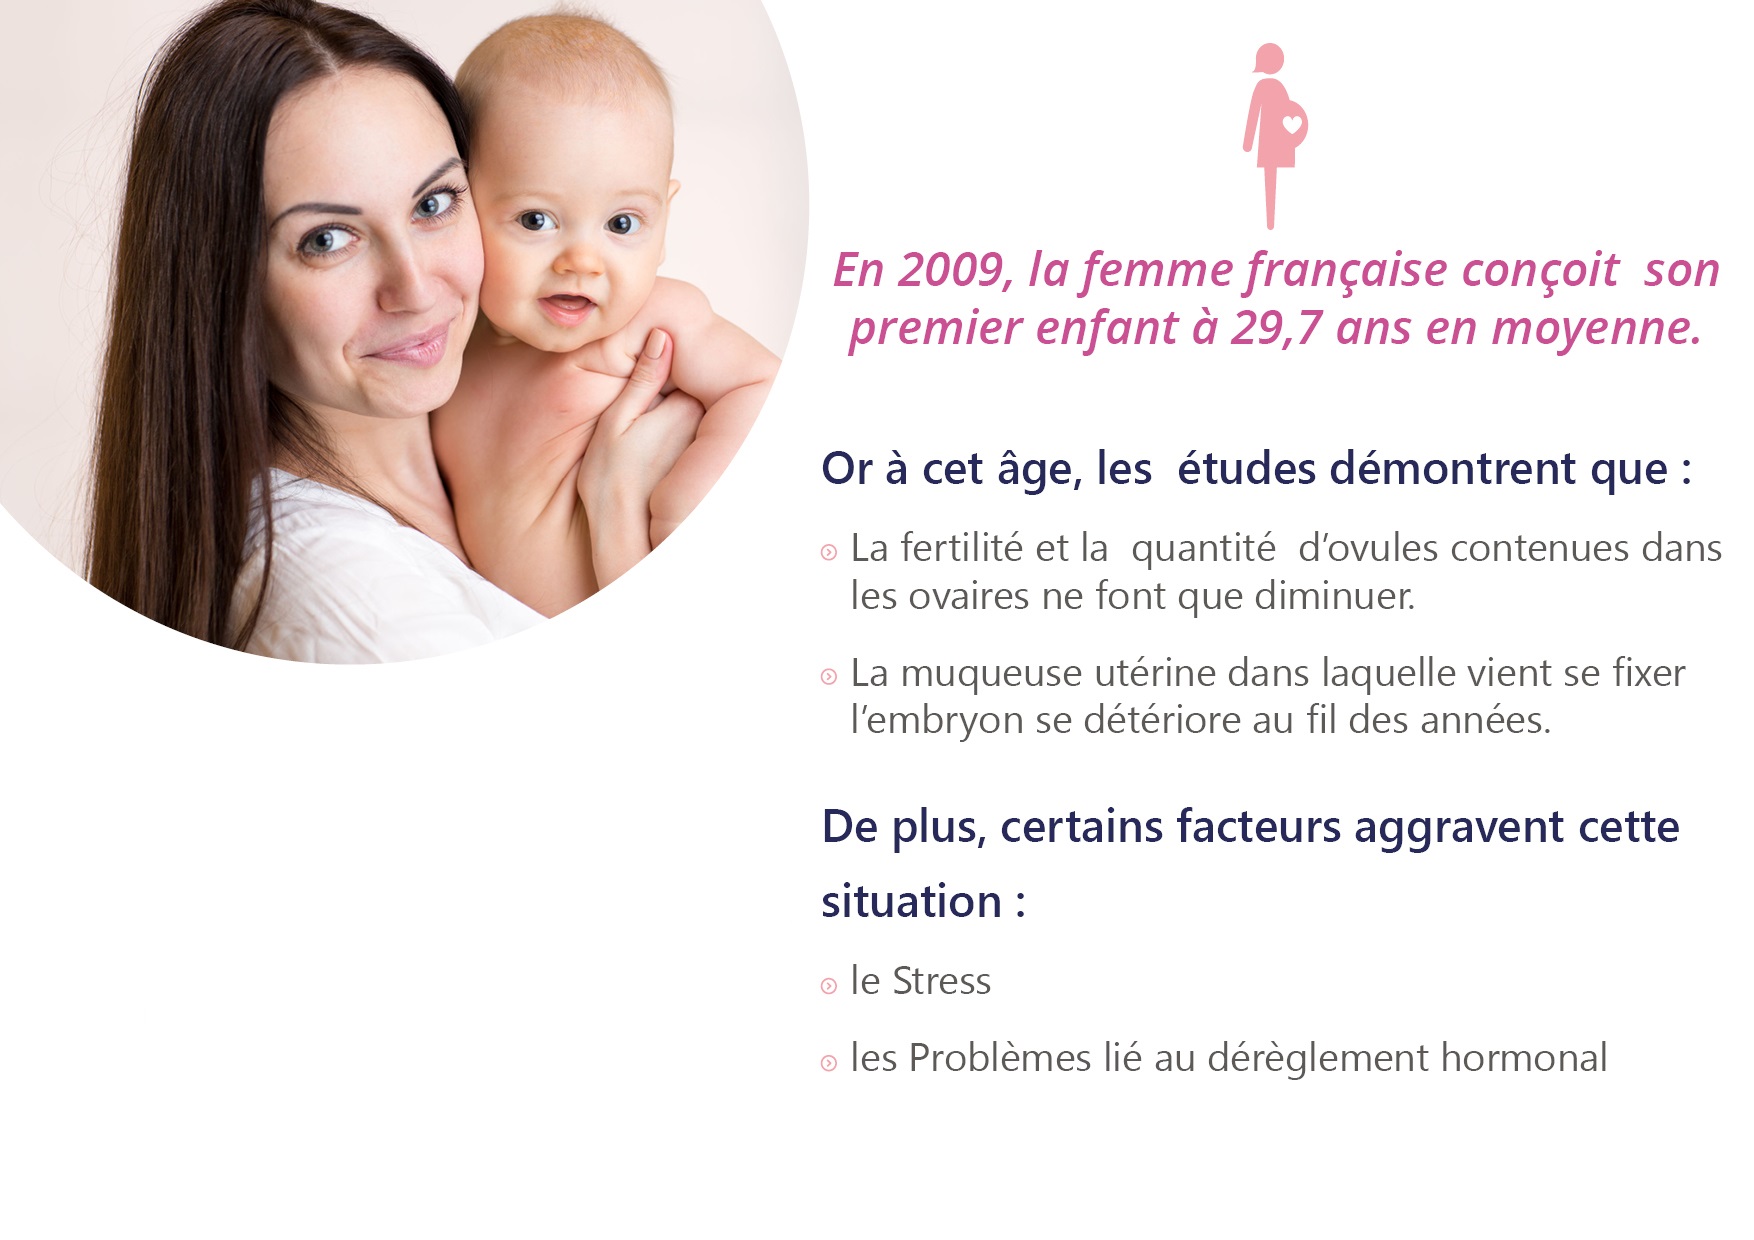 En 2009, la femme française conçoit  son
premier enfant à 29,7 ans en moyenne.
Or à cet âge, les  études démontrent que :
La fertilité et la  quantité  d’ovules contenues dans
les ovaires ne font que diminuer.
La muqueuse utérine dans laquelle vient se fixer
l’embryon se détériore au fil des années.
De plus, certains facteurs aggravent cette
situation :
le Stress
les Problèmes lié au dérèglement hormonal